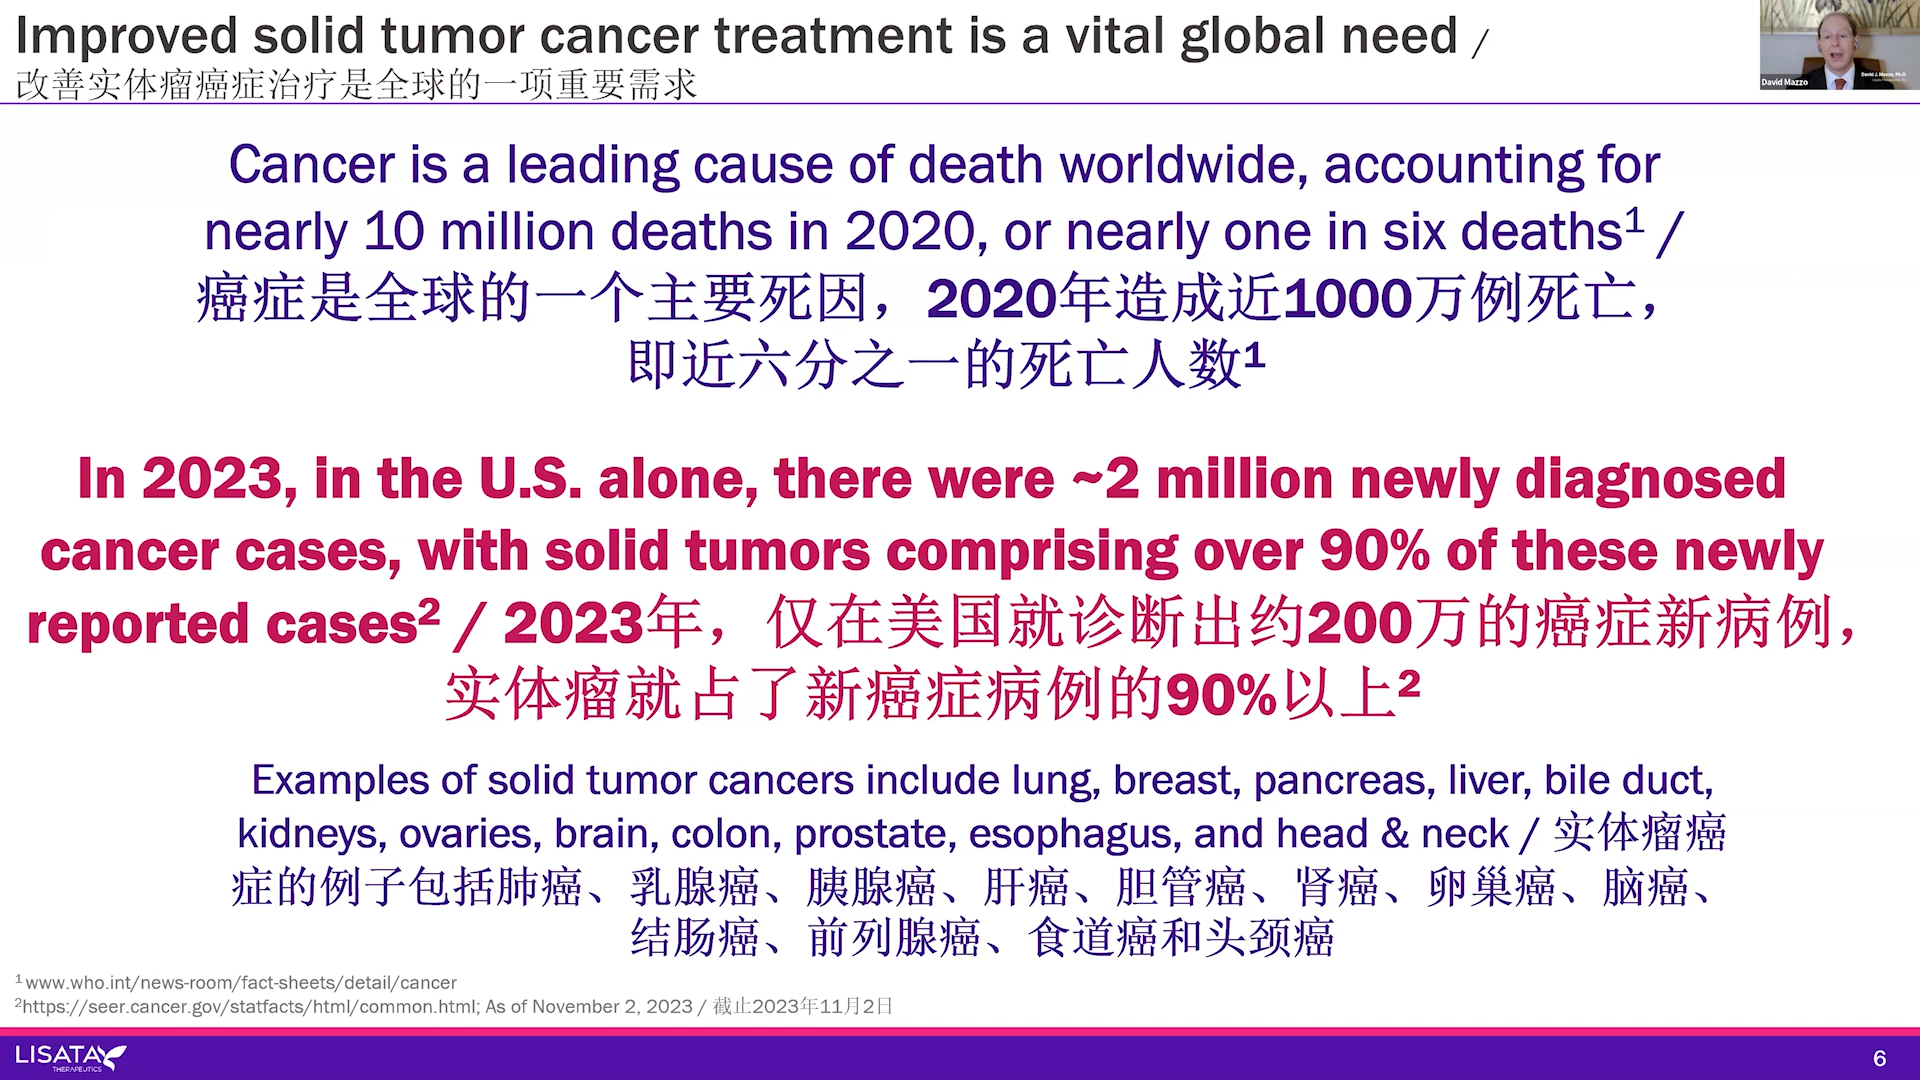 Improved solid tumor cancer treatment is a vital global need /
改善实体瘤癌症治疗是全球的一项重要需求
David Mazzo
David J. Mazzo, Ph.D.
Cancer is a leading cause of death worldwide, accounting for
nearly 10 million deaths in 2020, or nearly one in six deaths¹ /
癌症是全球的一个主要死因，2020年造成近1000万例死亡，
即近六分之一的死亡人数¹
In 2023, in the U.S. alone, there were ~2 million newly diagnosed
cancer cases, with solid tumors comprising over 90% of these newly
reported cases² / 2023年，仅在美国就诊断出约200万的癌症新病例，
实体瘤就占了新癌症病例的90%以上²
Examples of solid tumor cancers include lung, breast, pancreas, liver, bile duct,
kidneys, ovaries, brain, colon, prostate, esophagus, and head & neck / 实体瘤癌
症的例子包括肺癌、乳腺癌、胰腺癌、肝癌、胆管癌、肾癌、卵巢癌、脑癌、
结肠癌、前列腺癌、食道癌和头颈癌
¹ www.who.int/news-room/fact-sheets/detail/cancer
²https://seer.cancer.gov/statfacts/html/common.html; As of November 2, 2023 / 截止2023年11月2日
LISATA
THERAPEUTICS
6